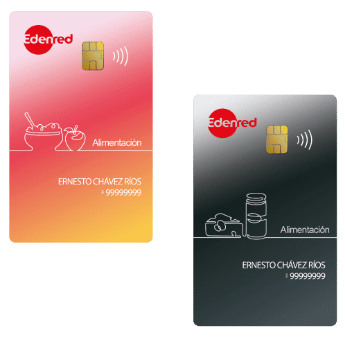 Edenred
Alimentación
ERNESTO CHÁVEZ RÍOS
# 99999999
Edenred
Alimentación
ERNESTO CHÁVEZ RÍOS
# 99999999